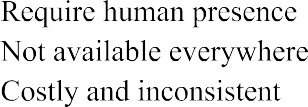 Require human presence
Not available everywhere
Costly and inconsistent